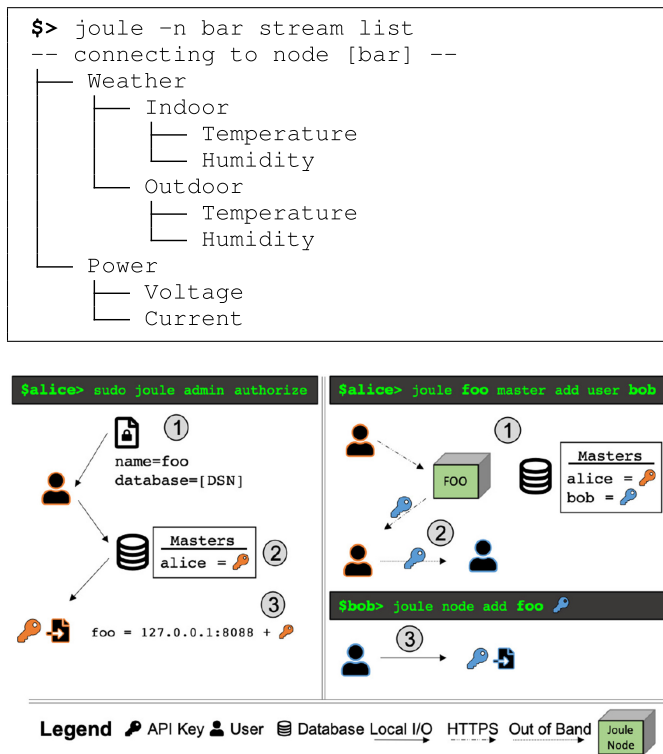 $> joule -n bar stream list
-- connecting to node [bar] --
Weather
Indoor
Temperature
Humidity
Outdoor
Temperature
Humidity
Power
Voltage
Current
$alice> sudo joule admin authorize
1
name=foo
database=[DSN]
Masters
alice =
2
3
foo = 127.0.0.1:8088 +
$alice> joule foo master add user bob
1
FOO
Masters
alice =
bob =
2
$bob> joule node add foo
3
Legend API Key User Database Local I/O HTTPS Out of Band Joule Node